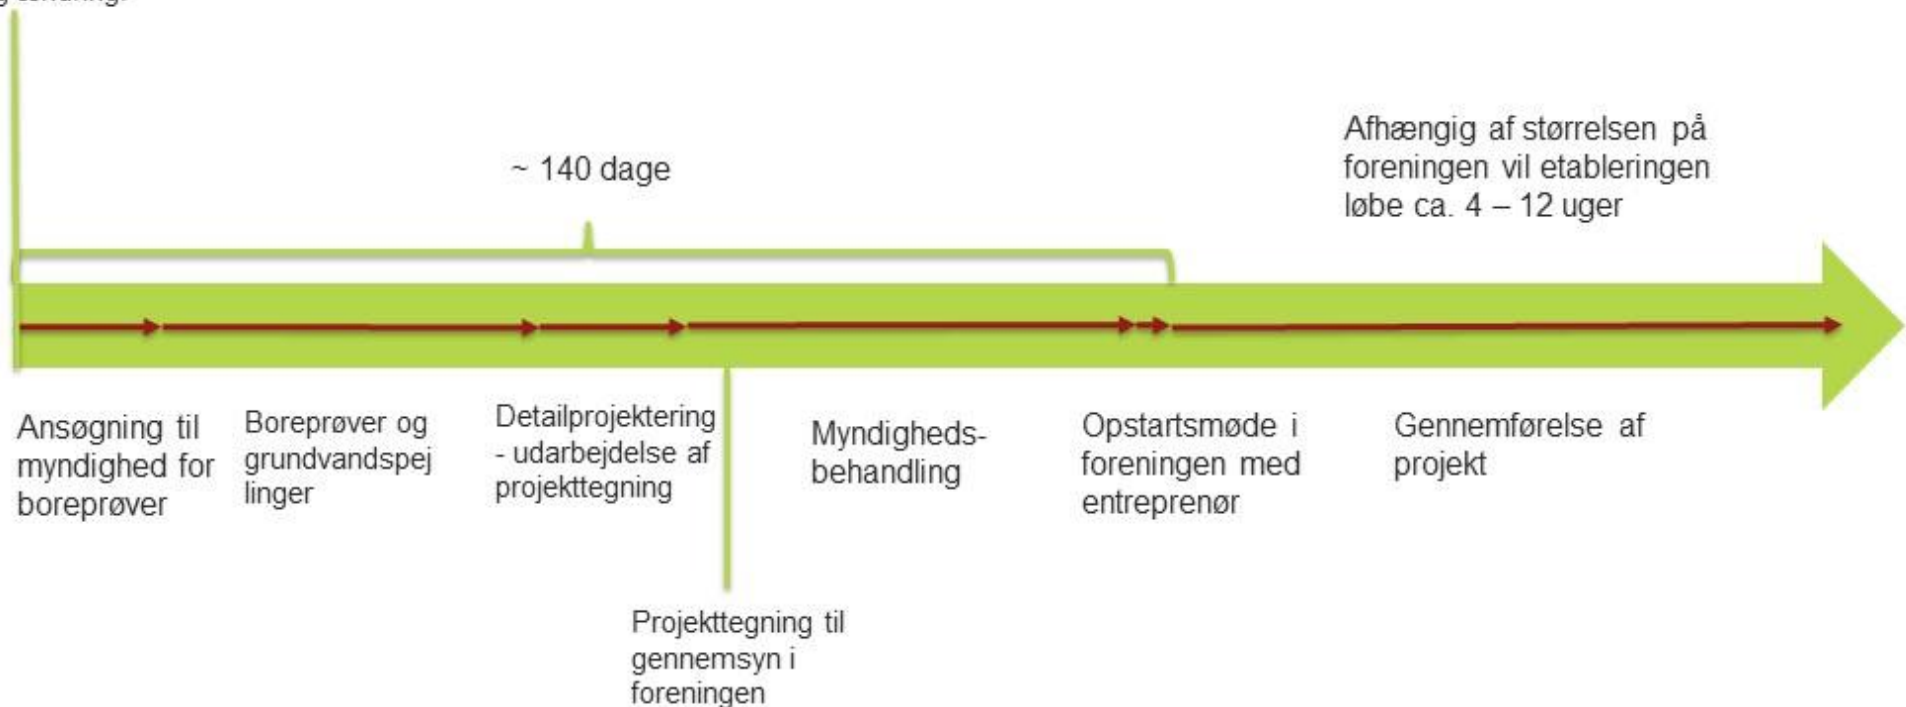 ~ 140 dage
Afhængig af størrelsen på
foreningen vil etableringen
løbe ca. 4 – 12 uger
Ansøgning til
myndighed for
boreprøver
Boreprøver og
grundvandspej
linger
Detailprojektering
- udarbejdelse af
projekttegning
Myndigheds-
behandling
Opstartsmøde i
foreningen med
entreprenør
Gennemførelse af
projekt
Projekttegning til
gennemsyn i
foreningen